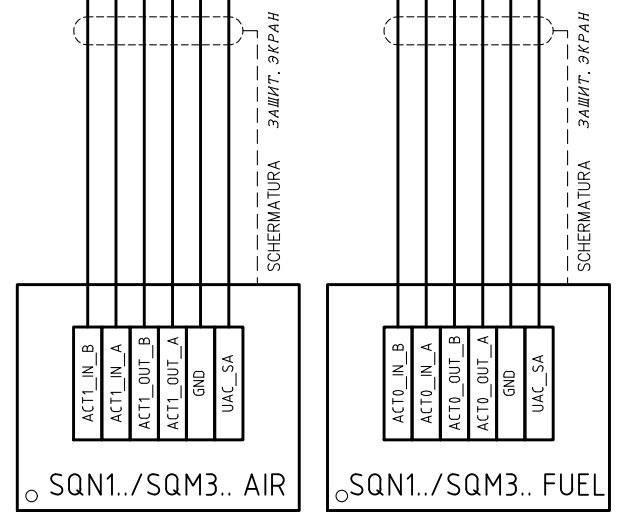 SCHERMATURA ЗАЩИТ. ЭКРАН
ACT1_IN_B
ACT1_IN_A
ACT1_OUT_B
ACT1_OUT_A
GND
UAC_SA
SQN1../SQM3.. AIR
SCHERMATURA ЗАЩИТ. ЭКРАН
ACT0_IN_B
ACT0_IN_A
ACT0_OUT_B
ACT0_OUT_A
GND
UAC_SA
SQN1../SQM3.. FUEL